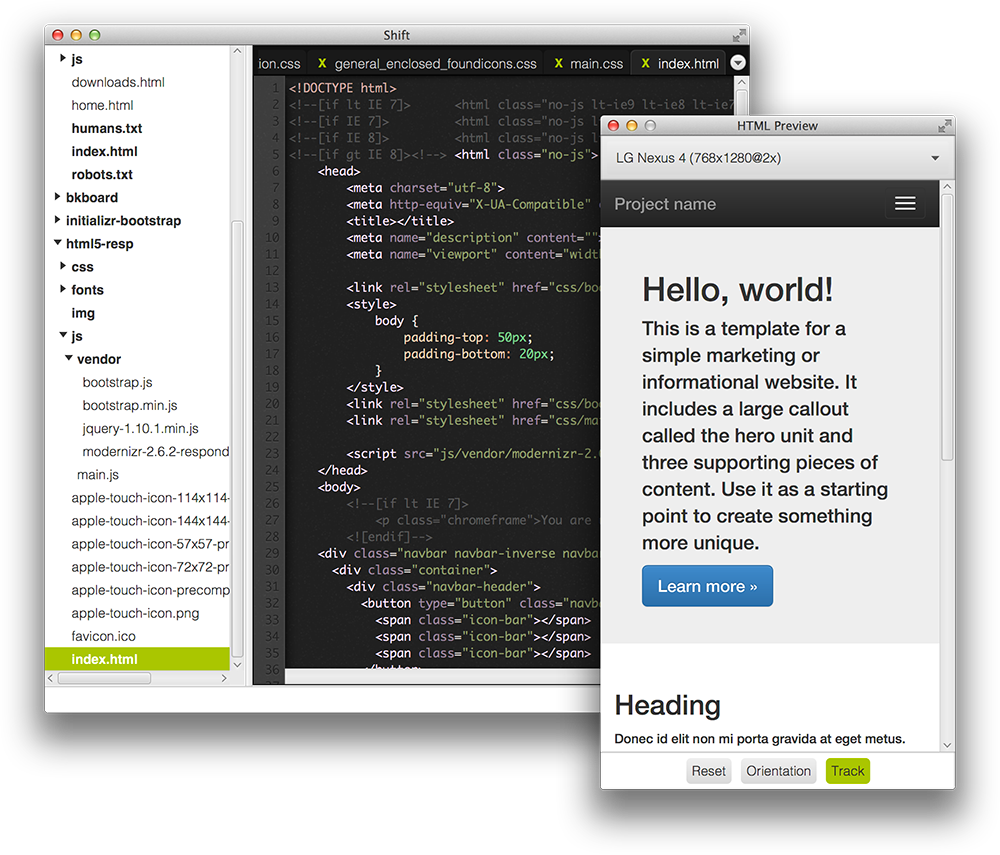 Shift
js
downloads.html
home.html
humans.txt
index.html
robots.txt
bkboard
initializr-bootstrap
html5-resp
css
fonts
img
js
vendor
bootstrap.js
bootstrap.min.js
jquery-1.10.1.min.js
modernizr-2.6.2-respond
main.js
apple-touch-icon-114x114-
apple-touch-icon-144x144-
apple-touch-icon-57x57-pr
apple-touch-icon-72x72-pr
apple-touch-icon-precomp
apple-touch-icon.png
favicon.ico
index.html
ion.css X general_enclosed_foundicons.css X main.css X index.html
1 <!DOCTYPE html>
2 <!--[if lt IE 7]> <html class="no-js lt-ie9 lt-ie8 lt-ie7
3 <!--[if IE 7]> <html class="no-js l
4 <!--[if IE 8]> <html class="no-js l
5 <!--[if gt IE 8]><!--> <html class="no-js">
6 <head>
7 <meta charset="utf-8">
8 <meta http-equiv="X-UA-Compatible"
9 <title></title>
10 <meta name="description" content="">
11 <meta name="viewport" content="width
12
13 <link rel="stylesheet" href="css/bo
14 <style>
15 body {
16 padding-top: 50px;
17 padding-bottom: 20px;
18 }
19 </style>
20 <link rel="stylesheet" href="css/bo
21 <link rel="stylesheet" href="css/ma
22
23 <script src="js/vendor/modernizr-2.6
24 </head>
25 <body>
26 <!--[if lt IE 7]>
27 <p class="chromeframe">You are
28 <![endif]-->
29 <div class="navbar navbar-inverse navba
30 <div class="container">
31 <div class="navbar-header">
32 <button type="button" class="navb
33 <span class="icon-bar"></span>
34 <span class="icon-bar"></span>
35 <span class="icon-bar"></span>
36 </button>
HTML Preview
LG Nexus 4 (768x1280@2x)
Project name
Hello, world!
This is a template for a
simple marketing or
informational website. It
includes a large callout
called the hero unit and
three supporting pieces of
content. Use it as a starting
point to create something
more unique.
Learn more »
Heading
Donec id elit non mi porta gravida at eget metus.
Reset Orientation Track